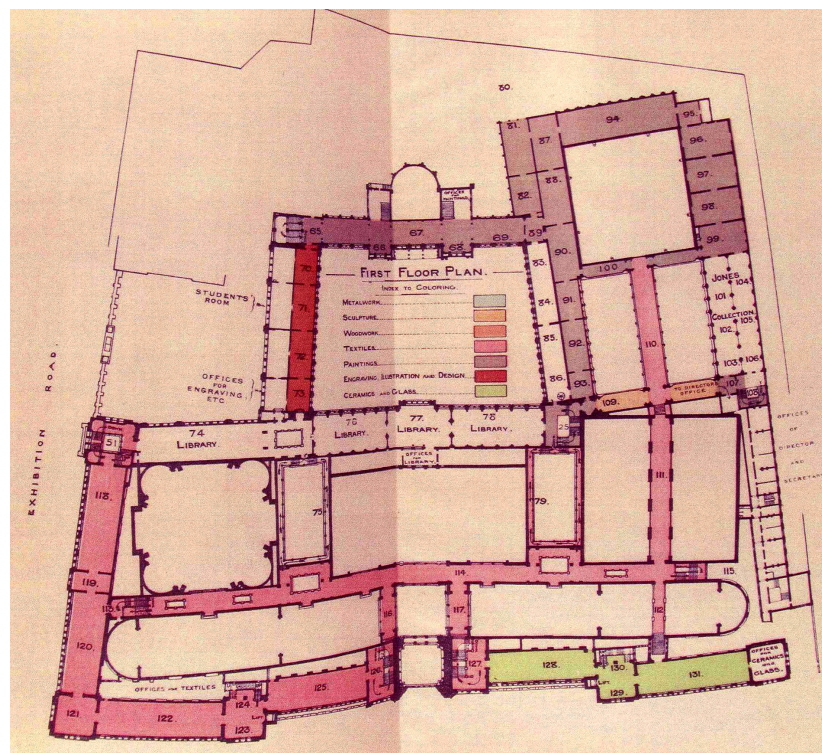 80.
81.
87.
94
95.
96.
97.
98.
99.
82.
88.
OFFICES
FOR
PAINTINGS.
65.
66.
67.
68.
69.
89.
90.
100
83.
84.
85.
86.
91.
92.
93.
FIRST FLOOR PLAN.
INDEX TO COLORING.
METALWORK
SCULPTURE
WOODWORK
TEXTILES
PAINTINGS
ENGRAVING, ILLUSTRATION AND DESIGN
CERAMICS AND GLASS.
STUDENTS'
ROOM
70.
71.
72.
73.
OFFICES
FOR
ENGRAVING
ETC.
JONES
COLLECTION.
101.
102.
103.
104.
105.
106.
107.
108.
109.
110.
TO DIRECTORS
OFFICE
OFFICES
OF
DIRECTOR
AND
SECRETARY
EXHIBITION ROAD.
51
74
LIBRARY.
76
LIBRARY.
77.
LIBRARY.
78
LIBRARY.
25
OFFICES
FOR
LIBRARY.
75
79.
111.
118.
119.
113.
114
115.
120.
116
117.
112.
OFFICES FOR TEXTILES
121.
122.
123.
124.
LIFT
125.
126.
127.
128.
129.
130.
LIFT
131.
OFFICES
FOR
CERAMICS
AND
GLASS.